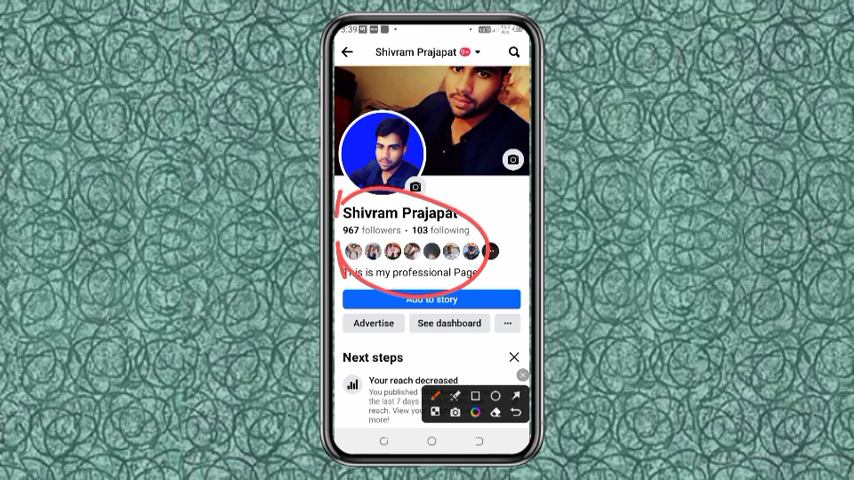 3:39
Shivram Prajapat 9+
Shivram Prajapat
967 followers • 103 following
This is my professional Page
Add to story
Advertise
See dashboard
Next steps
Your reach decreased
You published
the last 7 days
reach. View you
more!